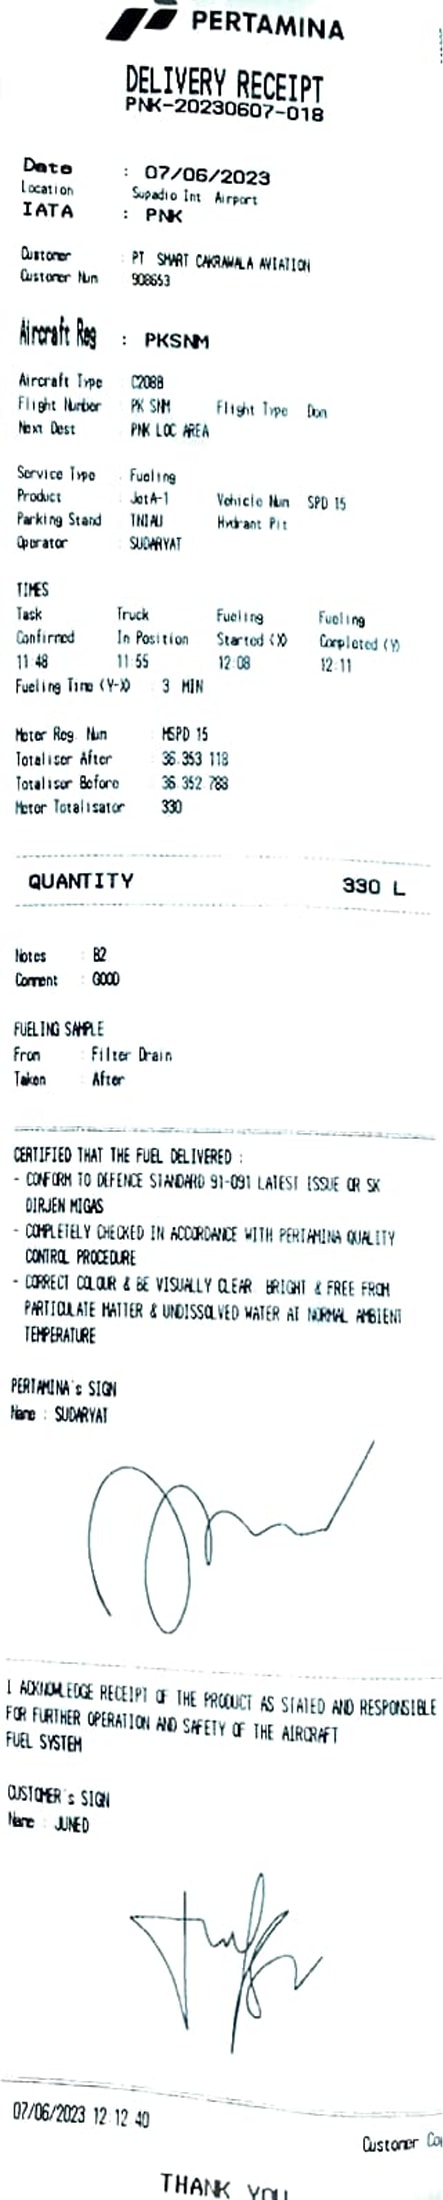 PERTAMINA
DELIVERY RECEIPT
PNK-20230607-018
Date : 07/06/2023
Location Supadio Int Airport
IATA : PNK
Customer : PT SMART CAKRAWALA AVIATION
Customer Num 908653
Aircraft Reg : PKSNM
Aircraft Type : C208B
Flight Number : PK SNM Flight Type Dom
Next Dest : PNK LOC AREA
Service Type : Fueling
Product : JetA-1 Vehicle Num SPD 15
Parking Stand : TNIAU Hydrant Pit
Operator : SUDARYAT
TIMES
Task Truck Fueling Fueling
Confirmed In Position Started (X) Completed (Y)
11 48 11:55 12:08 12:11
Fueling Time (Y-X) : 3 MIN
Meter Reg. Num : MSPD 15
Totaliser After : 36 353 118
Totaliser Before : 36 352 788
Meter Totalisator 330
QUANTITY 330 L
Notes : B2
Comment : GOOD
FUELING SAMPLE
From : Filter Drain
Taken : After
CERTIFIED THAT THE FUEL DELIVERED :
- CONFORM TO DEFENCE STANDARD 91-091 LATEST ISSUE OR SK
DIRJEN MIGAS
- COMPLETELY CHECKED IN ACCORDANCE WITH PERTAMINA QUALITY
CONTROL PROCEDURE
- CORRECT COLOUR & BE VISUALLY CLEAR BRIGHT & FREE FROM
PARTICULATE MATTER & UNDISSOLVED WATER AT NORMAL AMBIENT
TEMPERATURE
PERTAMINA's SIGN
Name : SUDARYAT
I ACKNOWLEDGE RECEIPT OF THE PRODUCT AS STATED AND RESPONSIBLE
FOR FURTHER OPERATION AND SAFETY OF THE AIRCRAFT
FUEL SYSTEM
CUSTOMER's SIGN
Name : JUNED
07/06/2023 12 12 40
Customer Co
THANK YOU